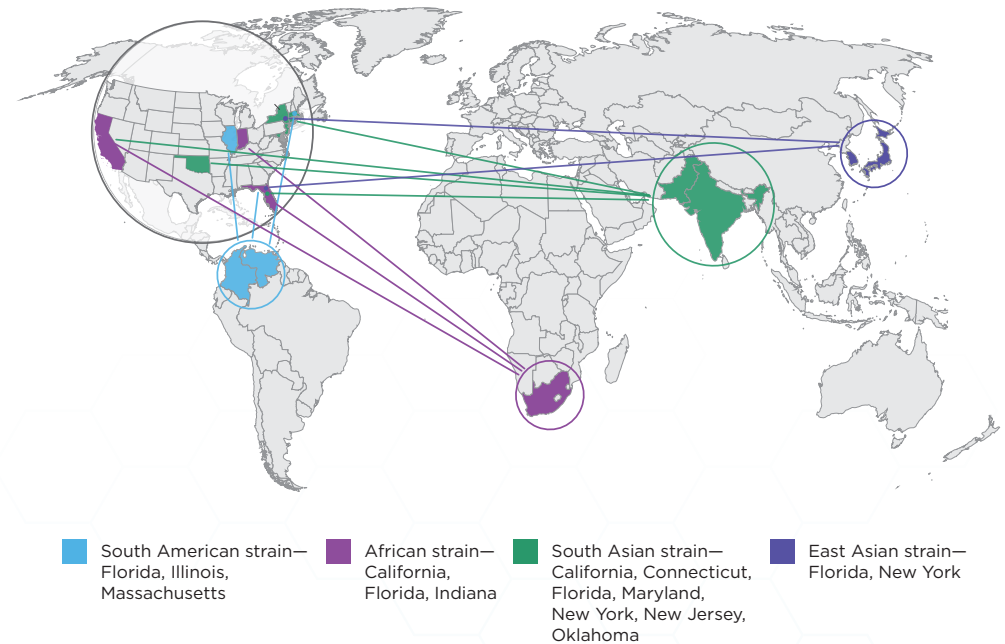 South American strain—
Florida, Illinois,
Massachusetts
African strain—
California,
Florida, Indiana
South Asian strain—
California, Connecticut,
Florida, Maryland,
New York, New Jersey,
Oklahoma
East Asian strain—
Florida, New York